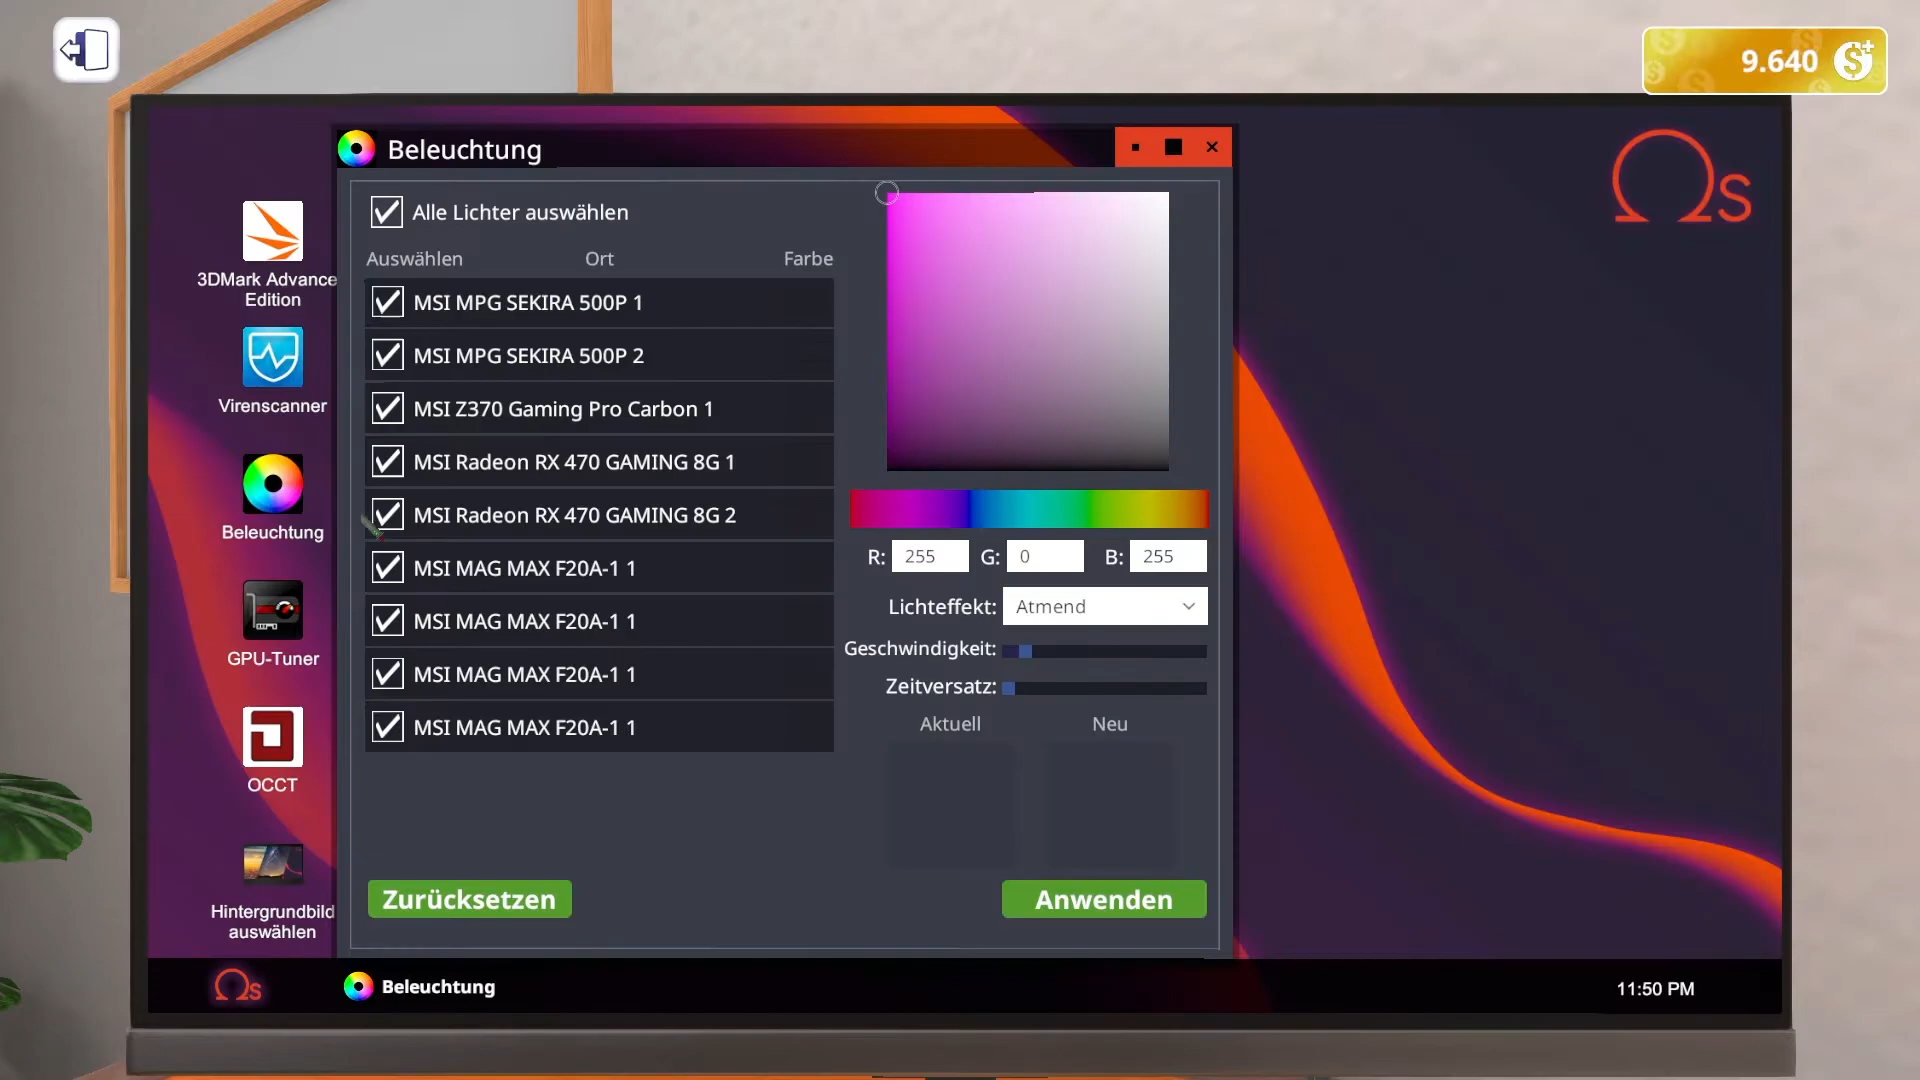 9.640
Beleuchtung
Ωs
Alle Lichter auswählen
Auswählen Ort Farbe
MSI MPG SEKIRA 500P 1
MSI MPG SEKIRA 500P 2
MSI Z370 Gaming Pro Carbon 1
MSI Radeon RX 470 GAMING 8G 1
MSI Radeon RX 470 GAMING 8G 2
MSI MAG MAX F20A-1 1
MSI MAG MAX F20A-1 1
MSI MAG MAX F20A-1 1
MSI MAG MAX F20A-1 1
3DMark Advance
Edition
Virenscanner
Beleuchtung
GPU-Tuner
OCCT
Hintergrundbild
auswählen
R: 255 G: 0 B: 255
Lichteffekt: Atmend
Geschwindigkeit:
Zeitversatz:
Aktuell Neu
Zurücksetzen Anwenden
Ωs Beleuchtung 11:50 PM